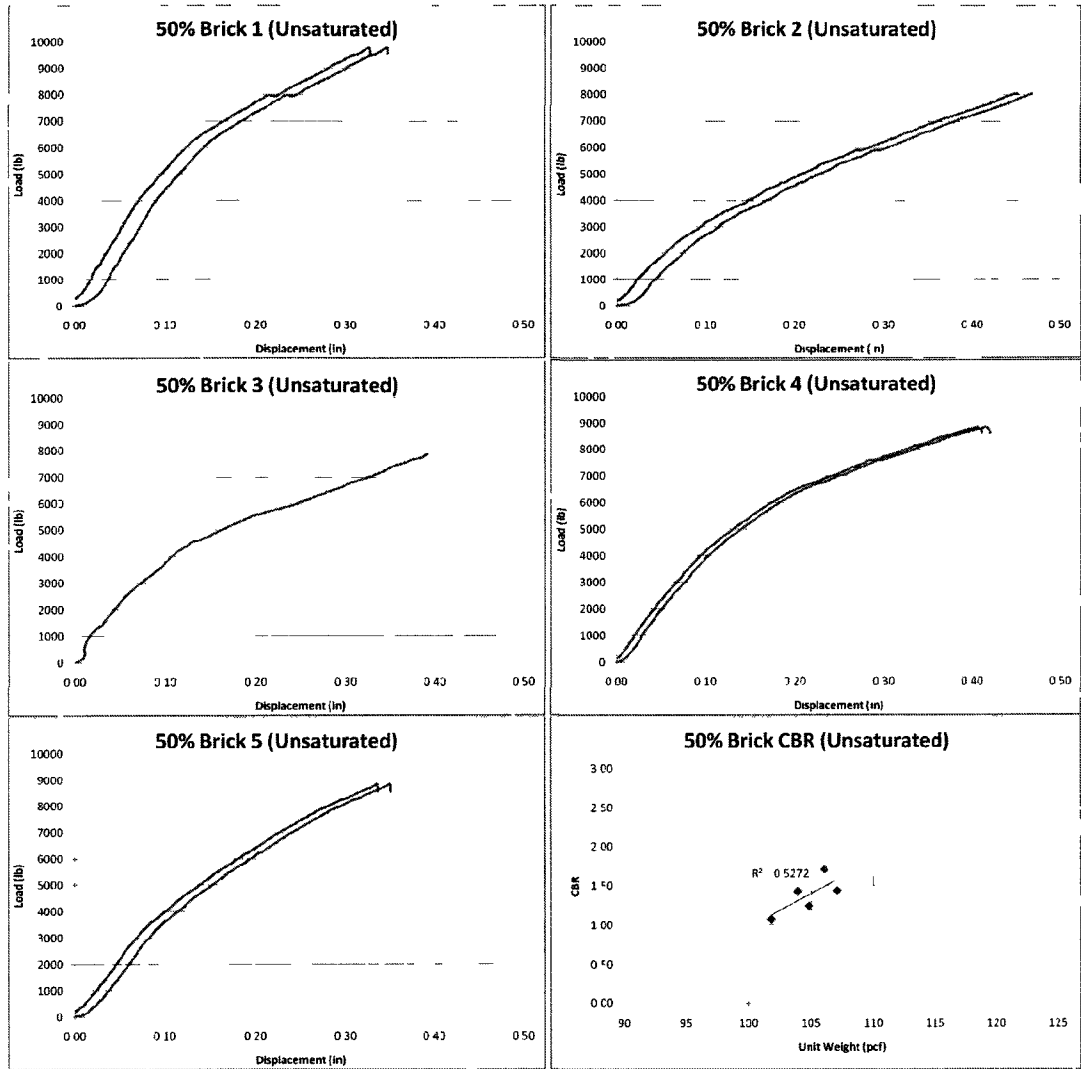 50% Brick 1 (Unsaturated)
10000
9000
8000
7000
6000
5000
4000
3000
2000
1000
0
Load (lb)
0 00 0 10 0 20 0 30 0 40 0 50
Displacement (in)
50% Brick 2 (Unsaturated)
10000
9000
8000
7000
6000
5000
4000
3000
2000
1000
0
Load (lb)
0 00 0 10 0 20 0 30 0 40 0 50
Displacement ( n)
50% Brick 3 (Unsaturated)
10000
9000
8000
7000
6000
5000
4000
3000
2000
1000
0
Load (lb)
0 00 0 10 0 20 0 30 0 40 0 50
Displacement (in)
50% Brick 4 (Unsaturated)
10000
9000
8000
7000
6000
5000
4000
3000
2000
1000
0
Load (lb)
0 00 0 10 0 20 0 30 0 40 0 50
Displacement (in)
50% Brick 5 (Unsaturated)
10000
9000
8000
7000
6000
5000
4000
3000
2000
1000
0
Load (lb)
0 00 0 10 0 20 0 30 0 40 0 50
Displacement (in)
50% Brick CBR (Unsaturated)
3 00
2 50
2 00
1 50
1 00
0 50
0 00
CBR
R² 0 5272
90 95 100 105 110 115 120 125
Unit Weight (pcf)